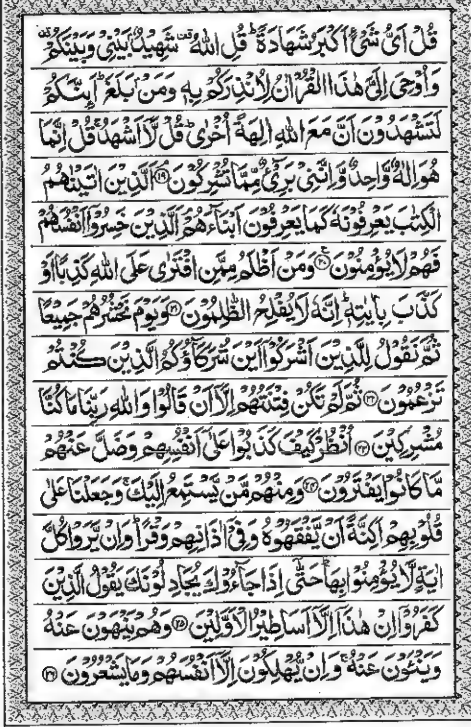 قُلْ اَىُّ شَىْءٍ اَكْبَرُ شَهَادَةً ؕ قُلِ اللّٰهُ ۟ شَهِيْدٌۢ بَيْنِىْ وَبَيْنَكُمْ ۟
وَاُوْحِىَ اِلَىَّ هٰذَا الْقُرْاٰنُ لِاُنْذِرَكُمْ بِهٖ وَمَنْۢ بَلَغَ ؕ اَئِنَّكُمْ
لَتَشْهَدُوْنَ اَنَّ مَعَ اللّٰهِ اٰلِهَةً اُخْرٰى ؕ قُلْ لَّاۤ اَشْهَدُ ۚ قُلْ اِنَّمَا
هُوَ اِلٰهٌ وَّاحِدٌ وَّاِنَّنِىْ بَرِىْٓءٌ مِّمَّا تُشْرِكُوْنَ ۟۱۹ اَلَّذِيْنَ اٰتَيْنٰهُمُ
الْكِتٰبَ يَعْرِفُوْنَهٗ كَمَا يَعْرِفُوْنَ اَبْنَآءَهُمْ ۘ اَلَّذِيْنَ خَسِرُوْۤا اَنْفُسَهُمْ
فَهُمْ لَا يُؤْمِنُوْنَ ۟۲۰ وَمَنْ اَظْلَمُ مِمَّنِ افْتَرٰى عَلَى اللّٰهِ كَذِبًا اَوْ
كَذَّبَ بِاٰيٰتِهٖ ؕ اِنَّهٗ لَا يُفْلِحُ الظّٰلِمُوْنَ ۟۲۱ وَيَوْمَ نَحْشُرُهُمْ جَمِيْعًا
ثُمَّ نَقُوْلُ لِلَّذِيْنَ اَشْرَكُوْۤا اَيْنَ شُرَكَآؤُكُمُ الَّذِيْنَ كُنْتُمْ
تَزْعُمُوْنَ ۟۲۲ ثُمَّ لَمْ تَكُنْ فِتْنَتُهُمْ اِلَّاۤ اَنْ قَالُوْا وَاللّٰهِ رَبِّنَا مَا كُنَّا
مُشْرِكِيْنَ ۟۲۳ اُنْظُرْ كَيْفَ كَذَبُوْا عَلٰۤى اَنْفُسِهِمْ وَضَلَّ عَنْهُمْ
مَّا كَانُوْا يَفْتَرُوْنَ ۟۲۴ وَمِنْهُمْ مَّنْ يَّسْتَمِعُ اِلَيْكَ ۚ وَجَعَلْنَا عَلٰى
قُلُوْبِهِمْ اَكِنَّةً اَنْ يَّفْقَهُوْهُ وَفِىْۤ اٰذَانِهِمْ وَقْرًا ؕ وَاِنْ يَّرَوْا كُلَّ
اٰيَةٍ لَّا يُؤْمِنُوْا بِهَا ؕ حَتّٰۤى اِذَا جَآءُوْكَ يُجَادِلُوْنَكَ يَقُوْلُ الَّذِيْنَ
كَفَرُوْۤا اِنْ هٰذَاۤ اِلَّاۤ اَسَاطِيْرُ الْاَوَّلِيْنَ ۟۲۵ وَهُمْ يَنْهَوْنَ عَنْهُ
وَيَنْئَوْنَ عَنْهُ ۚ وَاِنْ يُّهْلِكُوْنَ اِلَّاۤ اَنْفُسَهُمْ وَمَا يَشْعُرُوْنَ ۟۲۶